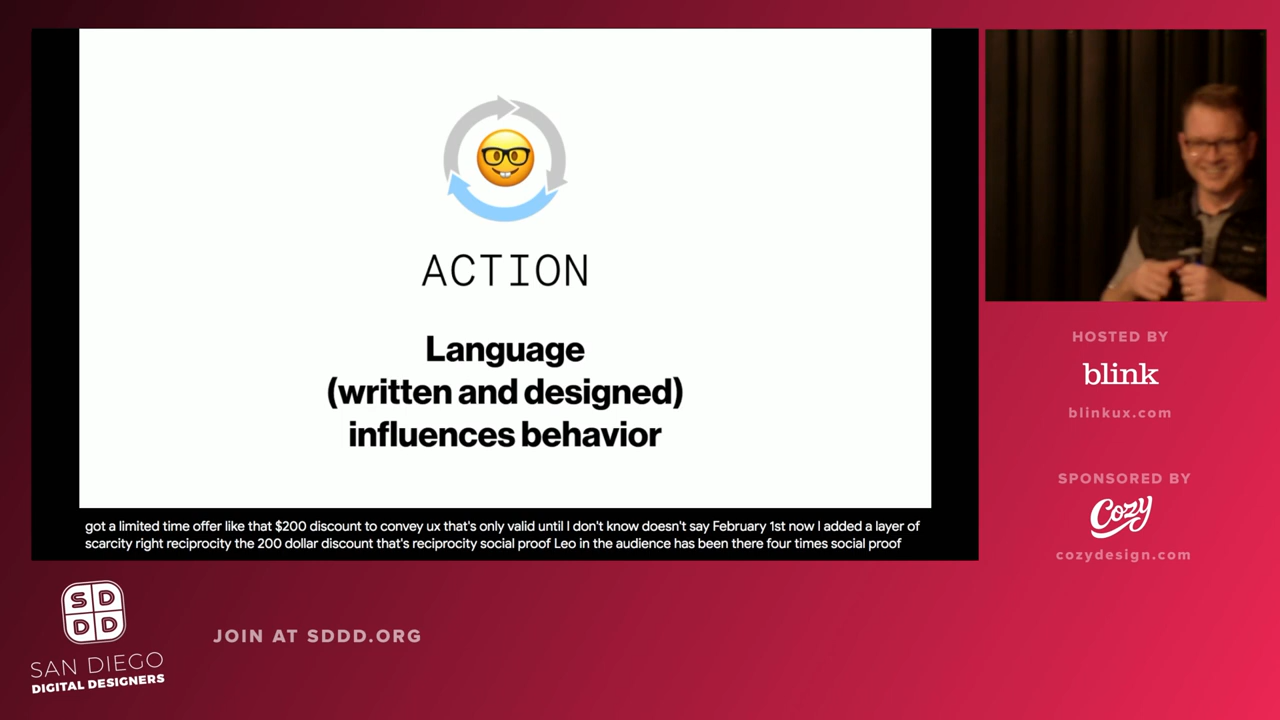 ACTION
Language
(written and designed)
influences behavior
got a limited time offer like that $200 discount to convey ux that's only valid until I don't know doesn't say February 1st now I added a layer of
scarcity right reciprocity the 200 dollar discount that's reciprocity social proof Leo in the audience has been there four times social proof
HOSTED BY
blink
blinkux.com
SPONSORED BY
Cozy
cozydesign.com
SD
DD
SAN DIEGO
DIGITAL DESIGNERS
JOIN AT SDDD.ORG